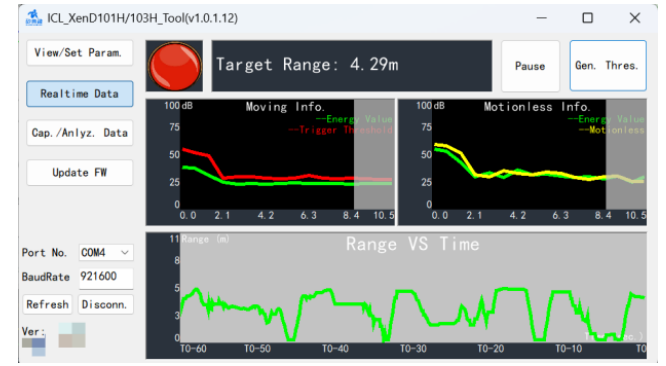 ICL_XenD101H/103H_Tool(v1.0.1.12)
View/Set Param.
Target Range: 4.29m
Pause
Gen. Thres.
Realtime Data
Cap./Anlyz. Data
Update FW
100 dB
Moving Info.
--Energy Value
--Trigger Threshold
75
50
25
0
0.0 2.1 4.2 6.3 8.4 10.5
100 dB
Motionless Info.
--Energy Value
--Motionless
75
50
25
0
0.0 2.1 4.2 6.3 8.4 10.5
Port No. COM4
BaudRate 921600
Refresh Disconn.
Ver:
11 Range (m)
Range VS Time
8
5
3
0
T0-60 T0-50 T0-40 T0-30 T0-20 T0-10 T0